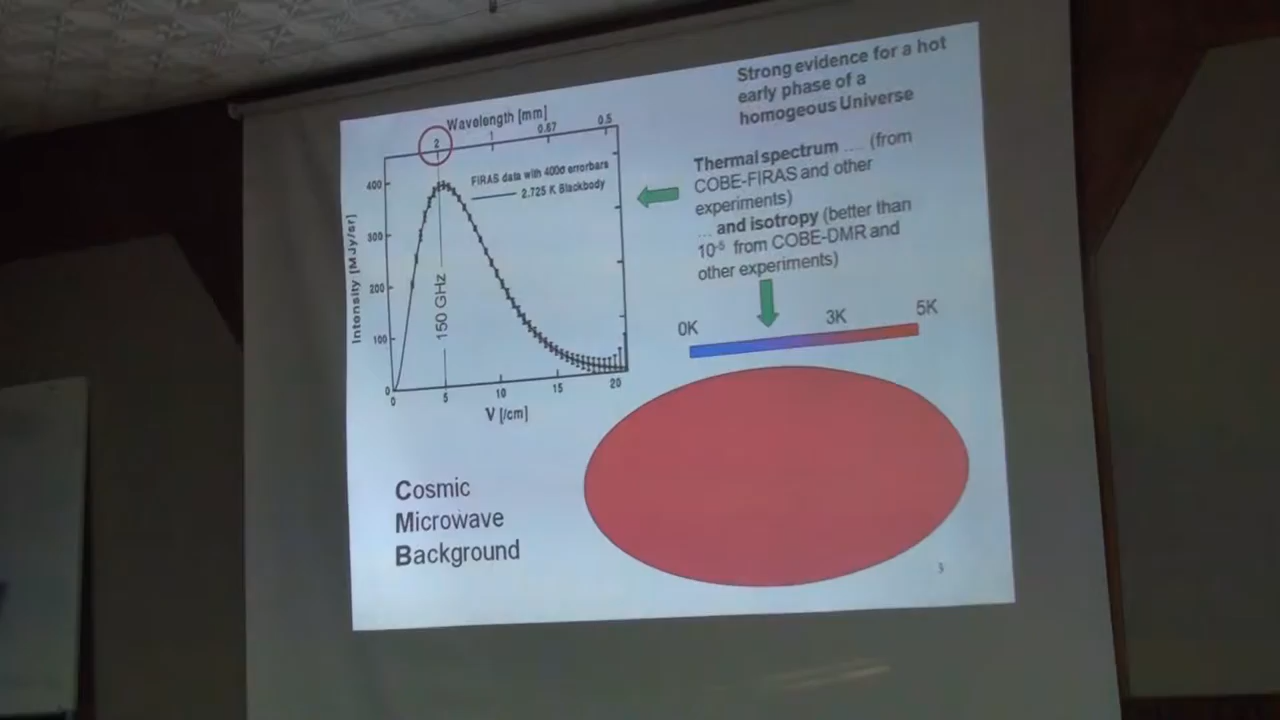 Strong evidence for a hot
early phase of a
homogeous Universe
Wavelength [mm]
2 1 0.67 0.5
FIRAS data with 400σ errorbars
2.725 K Blackbody
Intensity [MJy/sr]
400
300
200
100
0
150 GHz
0 5 10 15 20
V [/cm]
Thermal spectrum .... (from
COBE-FIRAS and other
experiments)
... and isotropy (better than
10⁻⁵ from COBE-DMR and
other experiments)
0K 3K 5K
Cosmic
Microwave
Background
3